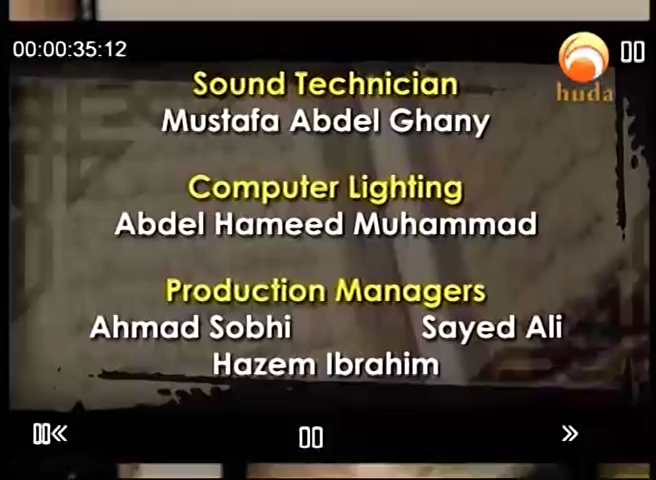 00:00:35:12
huda
Sound Technician
Mustafa Abdel Ghany
Computer Lighting
Abdel Hameed Muhammad
Production Managers
Ahmad Sobhi Sayed Ali
Hazem Ibrahim